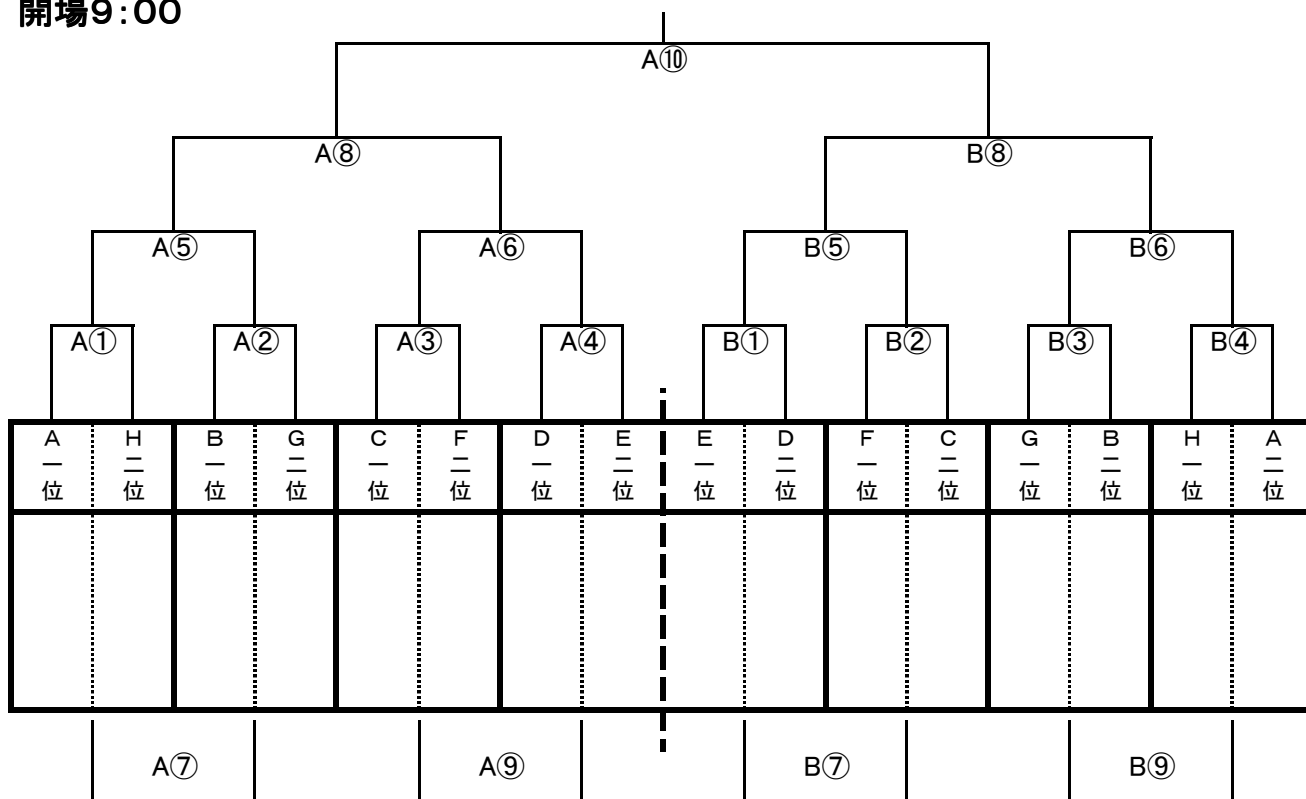 開場9:00
A⑩
A⑧ B⑧
A⑤ A⑥ B⑤ B⑥
A① A② A③ A④ B① B② B③ B④
A一位 H二位 B一位 G二位 C一位 F二位 D一位 E二位 E一位 D二位 F一位 C二位 G一位 B二位 H一位 A二位
A⑦ A⑨ B⑦ B⑨